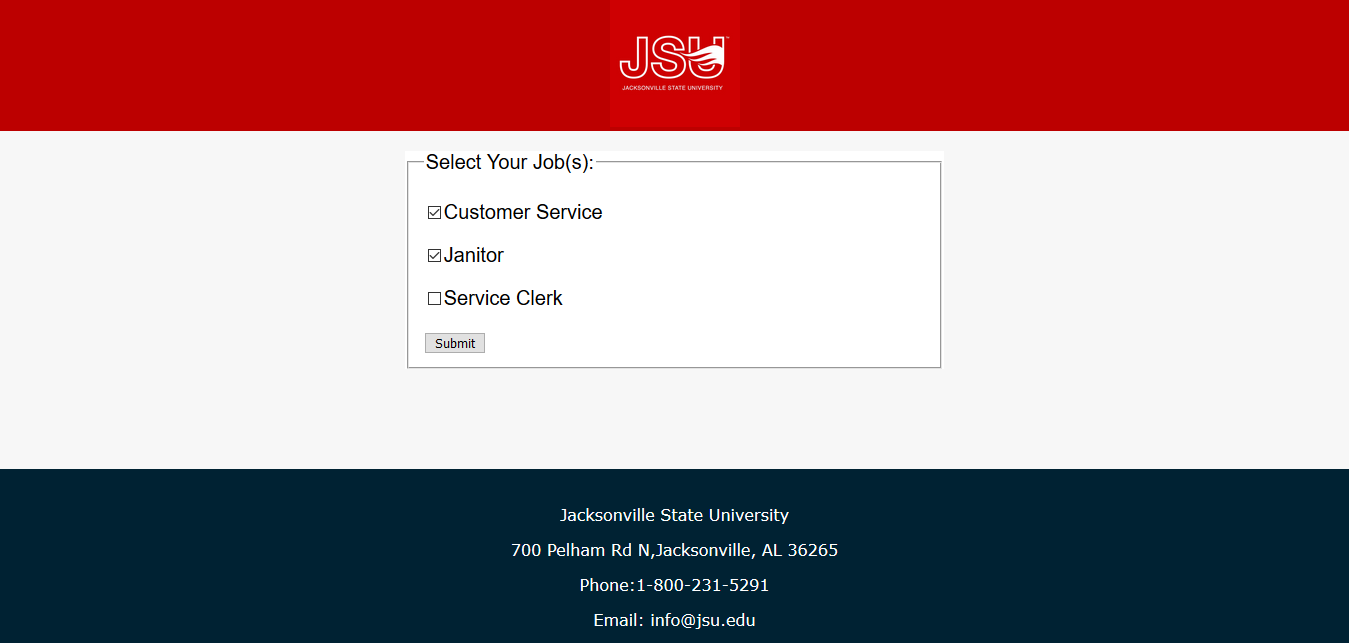 JSU™
JACKSONVILLE STATE UNIVERSITY
Select Your Job(s):
Customer Service
Janitor
Service Clerk
Submit
Jacksonville State University
700 Pelham Rd N,Jacksonville, AL 36265
Phone:1-800-231-5291
Email: info@jsu.edu